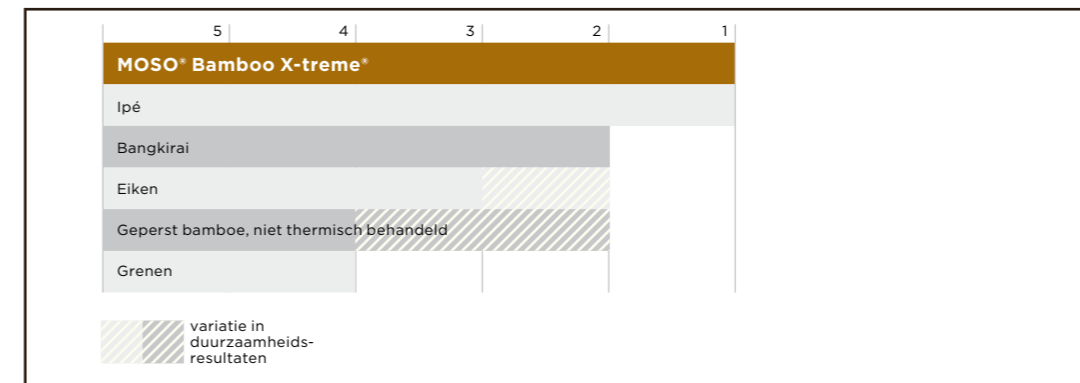 5 4 3 2 1
MOSO® Bamboo X-treme®
Ipé
Bangkirai
Eiken
Geperst bamboe, niet thermisch behandeld
Grenen
variatie in
duurzaamheids-
resultaten